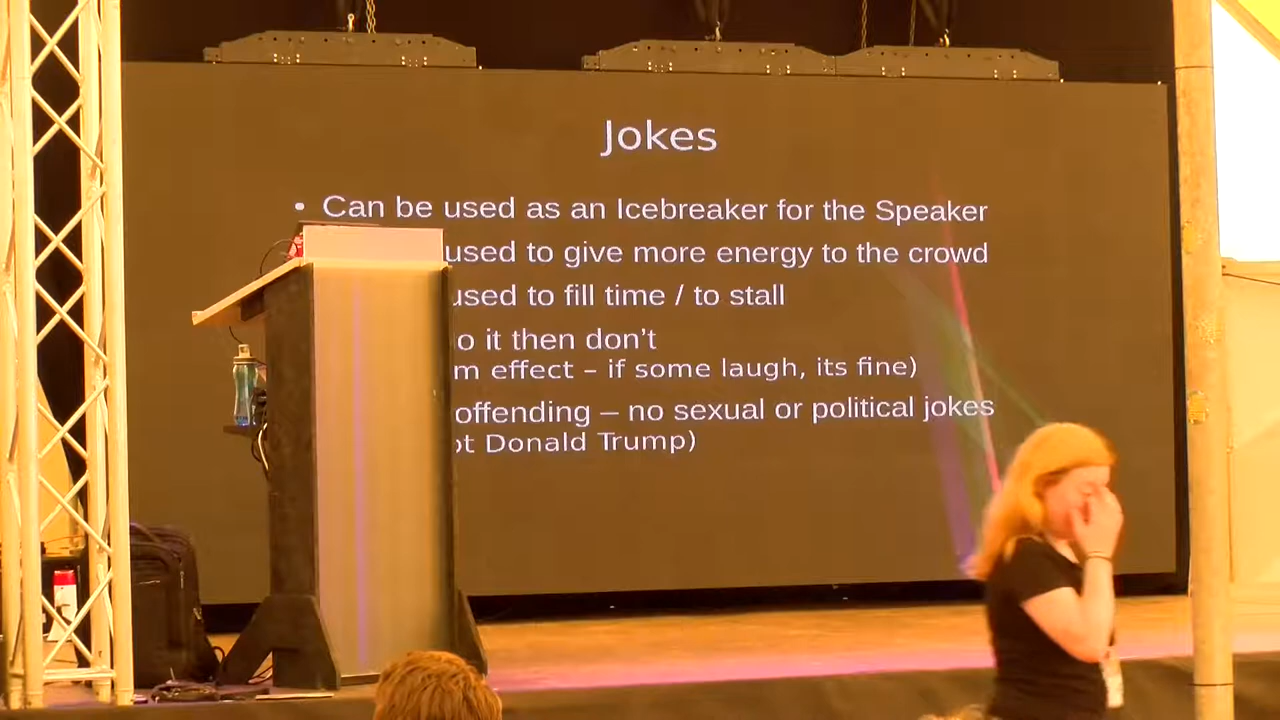 Jokes
• Can be used as an Icebreaker for the Speaker
used to give more energy to the crowd
used to fill time / to stall
it then don't
effect – if some laugh, its fine)
offending – no sexual or political jokes
Donald Trump)